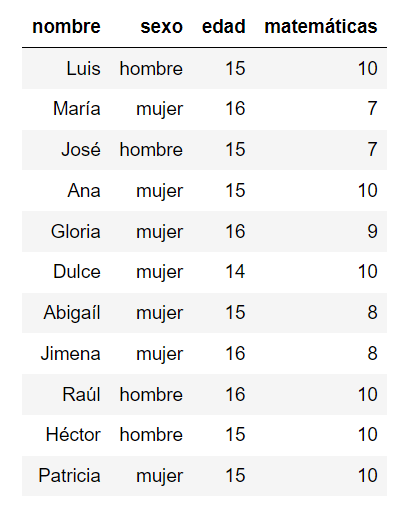 nombre sexo edad matemáticas
Luis hombre 15 10
María mujer 16 7
José hombre 15 7
Ana mujer 15 10
Gloria mujer 16 9
Dulce mujer 14 10
Abigaíl mujer 15 8
Jimena mujer 16 8
Raúl hombre 16 10
Héctor hombre 15 10
Patricia mujer 15 10